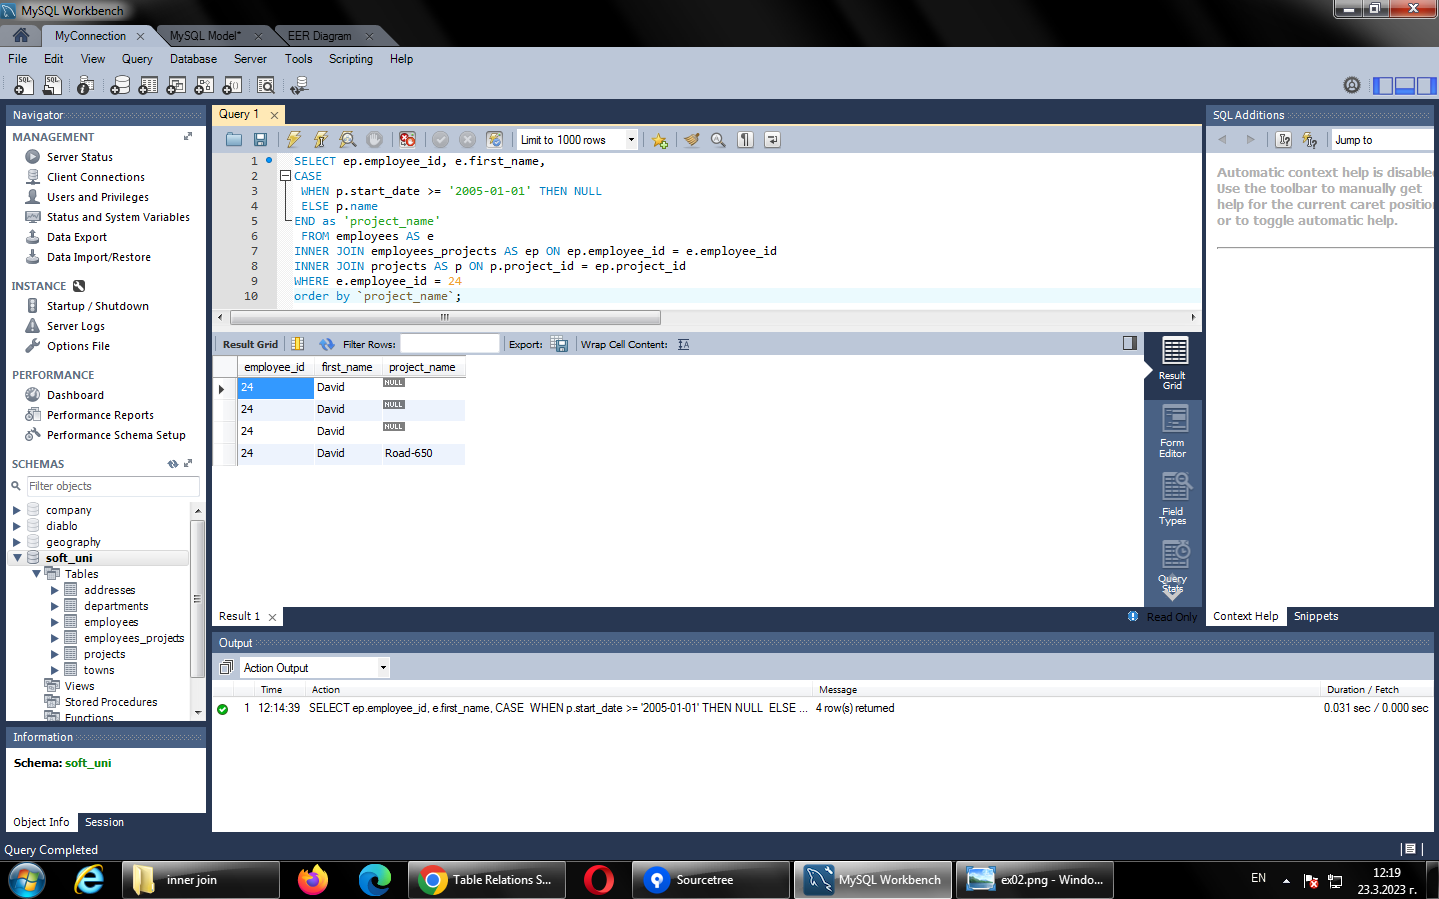 MySQL Workbench
MyConnection
MySQL Model*
EER Diagram
File Edit View Query Database Server Tools Scripting Help
Navigator
MANAGEMENT
Server Status
Client Connections
Users and Privileges
Status and System Variables
Data Export
Data Import/Restore
INSTANCE
Startup / Shutdown
Server Logs
Options File
PERFORMANCE
Dashboard
Performance Reports
Performance Schema Setup
SCHEMAS
Filter objects
company
diablo
geography
soft_uni
Tables
addresses
departments
employees
employees_projects
projects
towns
Views
Stored Procedures
Functions
Information
Schema: soft_uni
Object Info Session
Query 1
Limit to 1000 rows
1 SELECT ep.employee_id, e.first_name,
2 CASE
3 WHEN p.start_date >= '2005-01-01' THEN NULL
4 ELSE p.name
5 END as 'project_name'
6 FROM employees AS e
7 INNER JOIN employees_projects AS ep ON ep.employee_id = e.employee_id
8 INNER JOIN projects AS p ON p.project_id = ep.project_id
9 WHERE e.employee_id = 24
10 order by `project_name`;
Result Grid Filter Rows: Export: Wrap Cell Content:
employee_id first_name project_name
24 David NULL
24 David NULL
24 David NULL
24 David Road-650
Result Grid
Form Editor
Field Types
Query Stats
Result 1
Read Only
SQL Additions
Jump to
Automatic context help is disabled
Use the toolbar to manually get
help for the current caret position
or to toggle automatic help.
Context Help Snippets
Output
Action Output
Time Action Message Duration / Fetch
1 12:14:39 SELECT ep.employee_id, e.first_name, CASE WHEN p.start_date >= '2005-01-01' THEN NULL ELSE ... 4 row(s) returned 0.031 sec / 0.000 sec
Query Completed
inner join
Table Relations S...
Sourcetree
MySQL Workbench
ex02.png - Windo...
EN
12:19
23.3.2023 г.